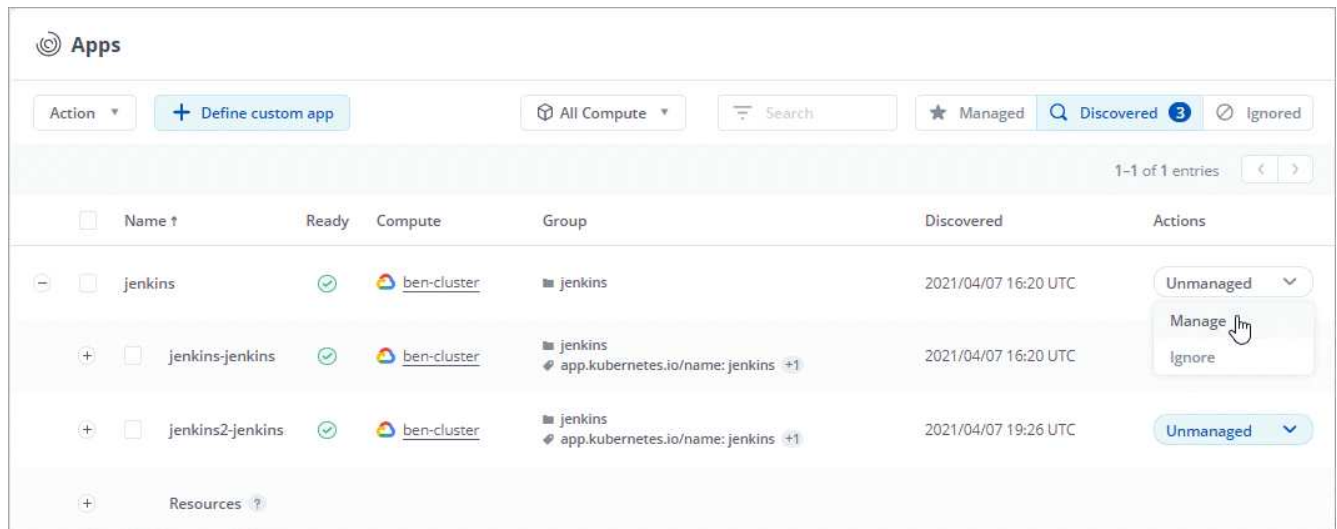 Apps
Action
+ Define custom app
All Compute
Search
Managed
Discovered 3
Ignored
1–1 of 1 entries
Name ↑ Ready Compute Group Discovered Actions
jenkins ben-cluster jenkins 2021/04/07 16:20 UTC Unmanaged
Manage
jenkins-jenkins ben-cluster jenkins 2021/04/07 16:20 UTC
app.kubernetes.io/name: jenkins +1
Ignore
jenkins2-jenkins ben-cluster jenkins 2021/04/07 19:26 UTC Unmanaged
app.kubernetes.io/name: jenkins +1
Resources ?